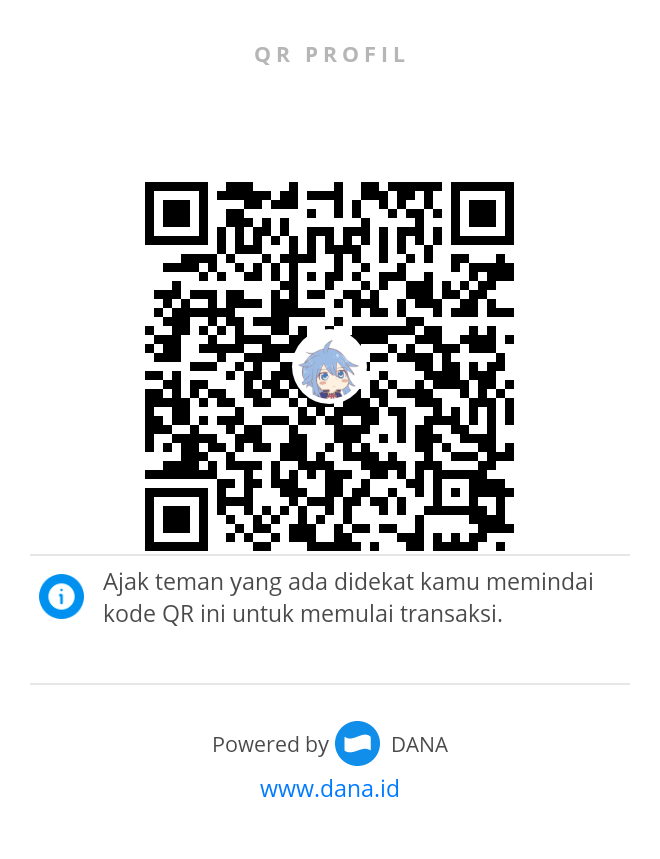 QR PROFIL
Ajak teman yang ada didekat kamu memindai
kode QR ini untuk memulai transaksi.
Powered by DANA
www.dana.id